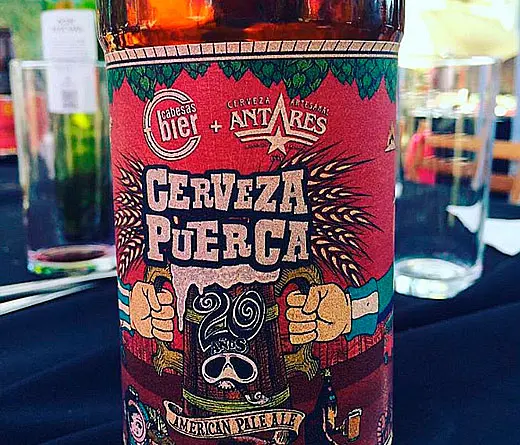 cabesas
bier
+
CERVEZA ARTESANAL
ANTARES
CERVEZA
PUERCA
20
AÑOS
AMERICAN PALE ALE